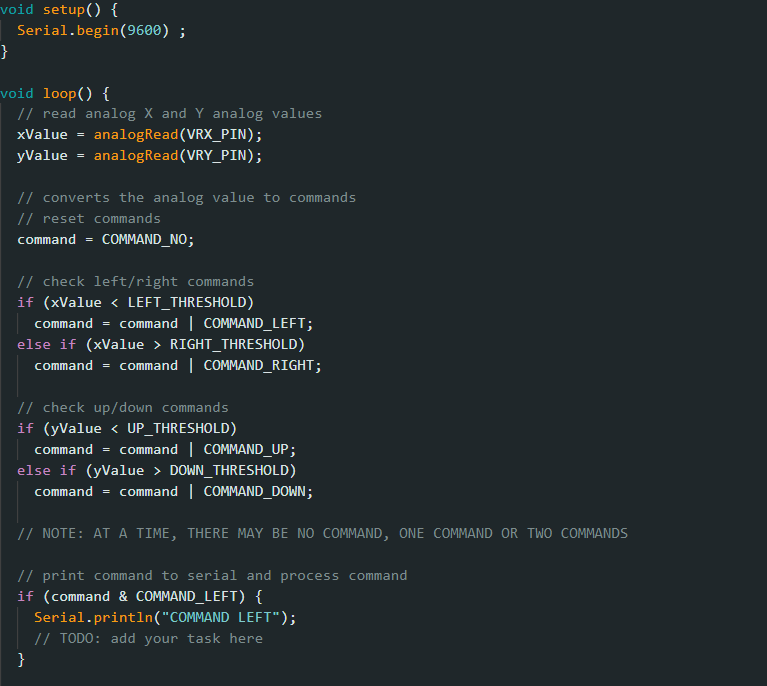 void setup() {
  Serial.begin(9600) ;
}

void loop() {
  // read analog X and Y analog values
  xValue = analogRead(VRX_PIN);
  yValue = analogRead(VRY_PIN);

  // converts the analog value to commands
  // reset commands
  command = COMMAND_NO;

  // check left/right commands
  if (xValue < LEFT_THRESHOLD)
    command = command | COMMAND_LEFT;
  else if (xValue > RIGHT_THRESHOLD)
    command = command | COMMAND_RIGHT;

  // check up/down commands
  if (yValue < UP_THRESHOLD)
    command = command | COMMAND_UP;
  else if (yValue > DOWN_THRESHOLD)
    command = command | COMMAND_DOWN;

  // NOTE: AT A TIME, THERE MAY BE NO COMMAND, ONE COMMAND OR TWO COMMANDS

  // print command to serial and process command
  if (command & COMMAND_LEFT) {
    Serial.println("COMMAND LEFT");
    // TODO: add your task here
  }